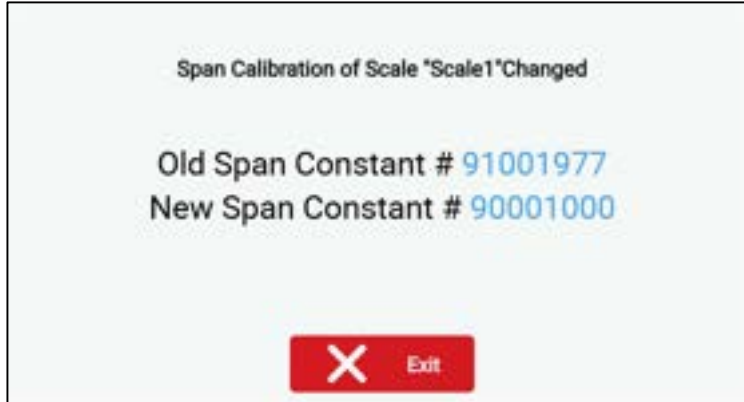 Span Calibration of Scale "Scale1"Changed
Old Span Constant # 91001977
New Span Constant # 90001000
Exit